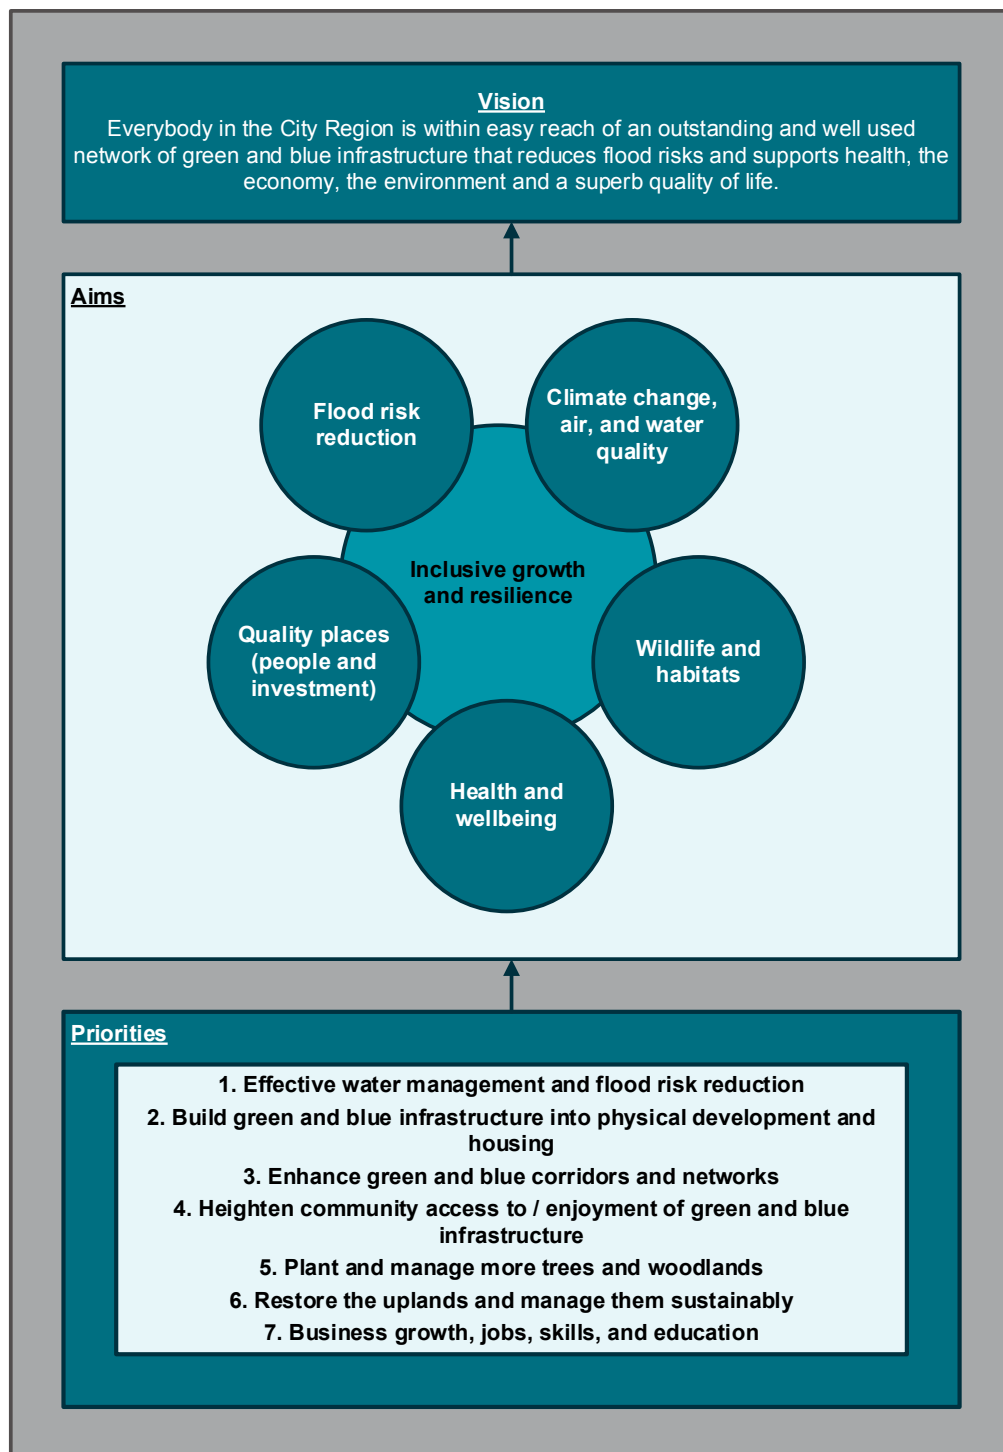 Vision
Everybody in the City Region is within easy reach of an outstanding and well used
network of green and blue infrastructure that reduces flood risks and supports health, the
economy, the environment and a superb quality of life.
Aims
Flood risk
reduction
Climate change,
air, and water
quality
Inclusive growth
and resilience
Quality places
(people and
investment)
Wildlife and
habitats
Health and
wellbeing
Priorities
1. Effective water management and flood risk reduction
2. Build green and blue infrastructure into physical development and
housing
3. Enhance green and blue corridors and networks
4. Heighten community access to / enjoyment of green and blue
infrastructure
5. Plant and manage more trees and woodlands
6. Restore the uplands and manage them sustainably
7. Business growth, jobs, skills, and education